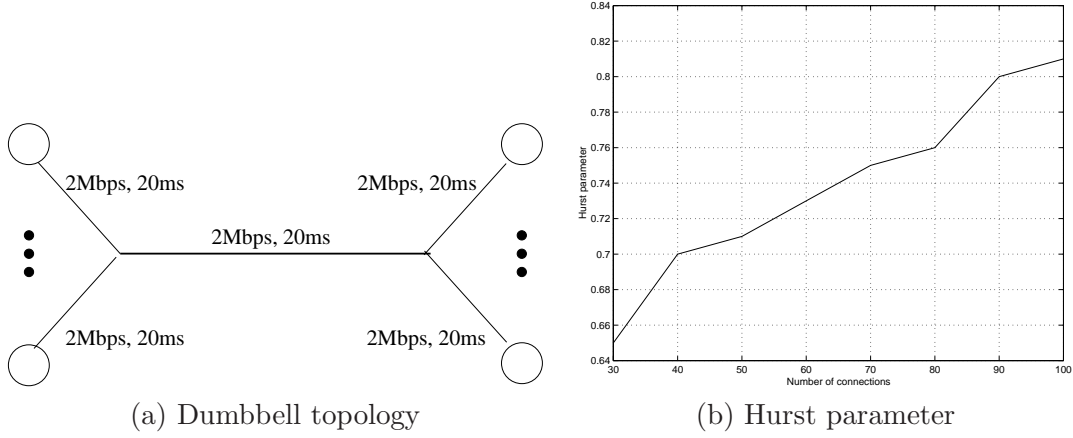 2Mbps, 20ms
2Mbps, 20ms
2Mbps, 20ms
2Mbps, 20ms
2Mbps, 20ms
(a) Dumbbell topology
0.84
0.82
0.8
0.78
0.76
0.74
0.72
0.7
0.68
0.66
0.64
Hurst parameter
30 40 50 60 70 80 90 100
Number of connections
(b) Hurst parameter